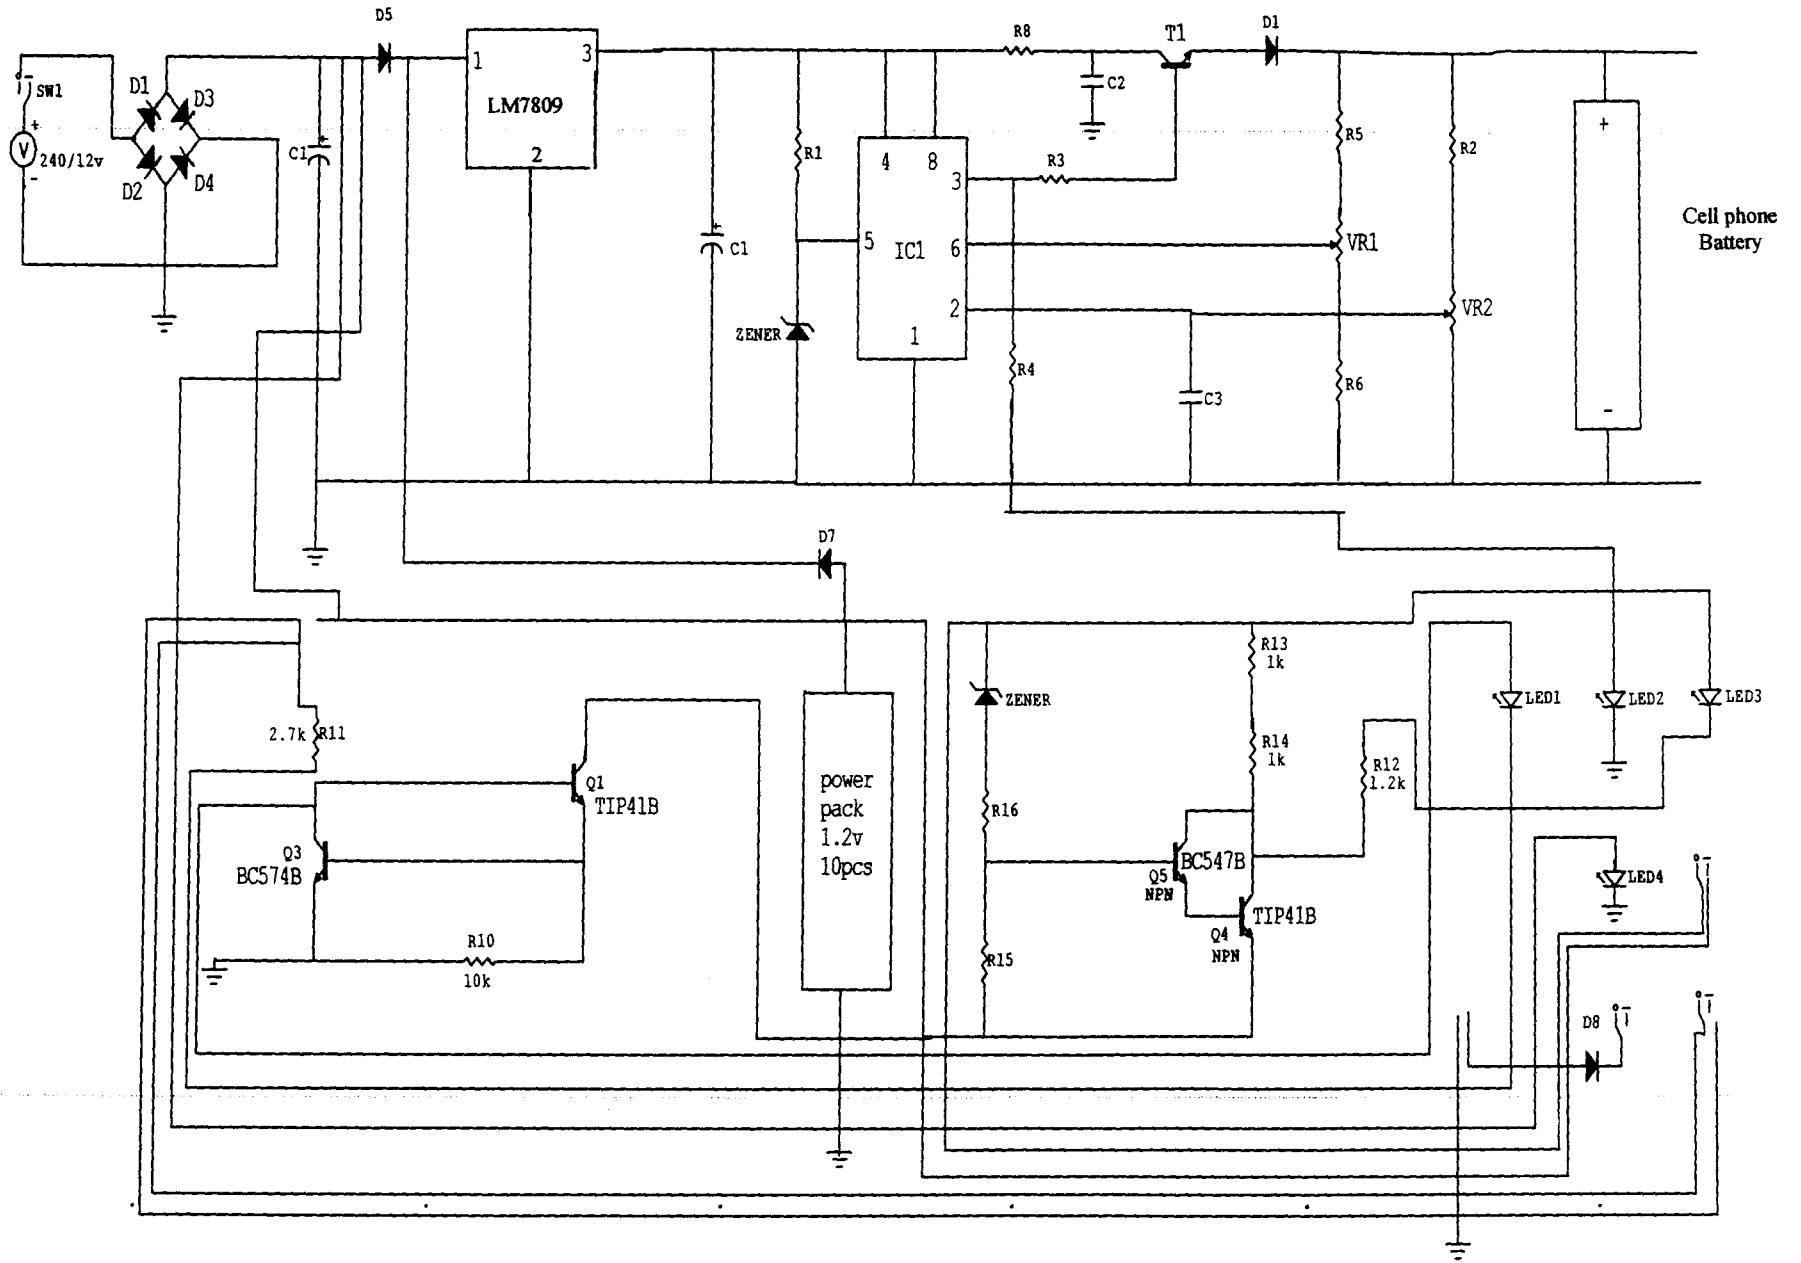 D5
SW1
+
V
240/12v
-
D1
D3
D2
D4
C1
+
1
3
LM7809
2
+
C1
R1
ZENER
4
8
3
5
IC1
6
2
1
R8
C2
T1
D1
R3
R4
C3
R5
VR1
R6
R2
VR2
+
-
Cell phone
Battery
D7
2.7k
R11
Q1
TIP41B
Q3
BC574B
R10
10k
power
pack
1.2v
10pcs
ZENER
R16
R15
R13
1k
R14
1k
R12
1.2k
BC547B
Q5
NPN
TIP41B
Q4
NPN
LED1
LED2
LED3
LED4
D8